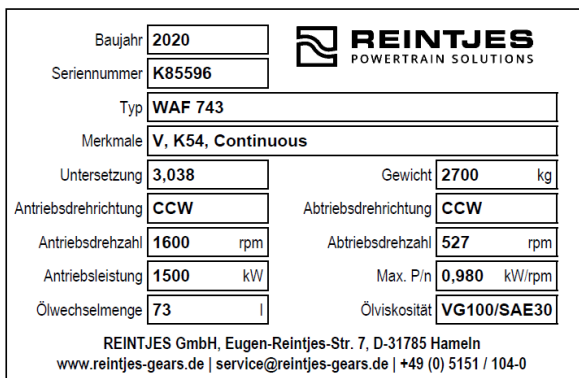 Baujahr 2020
REINTJES
POWERTRAIN SOLUTIONS
Seriennummer K85596
Typ WAF 743
Merkmale V, K54, Continuous
Untersetzung 3,038 Gewicht 2700 kg
Antriebsdrehrichtung CCW Abtriebsdrehrichtung CCW
Antriebsdrehzahl 1600 rpm Abtriebsdrehzahl 527 rpm
Antriebsleistung 1500 kW Max. P/n 0,980 kW/rpm
Ölwechselmenge 73 l Ölviskosität VG100/SAE30
REINTJES GmbH, Eugen-Reintjes-Str. 7, D-31785 Hameln
www.reintjes-gears.de | service@reintjes-gears.de | +49 (0) 5151 / 104-0